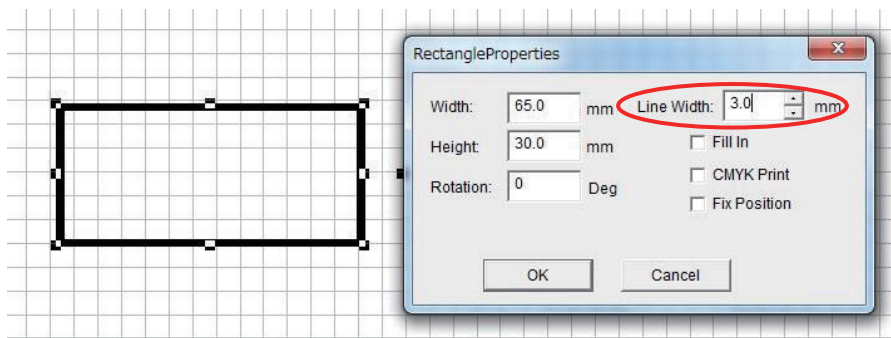 RectangleProperties
Width: 65.0 mm Line Width: 3.0 mm
Height: 30.0 mm Fill In
CMYK Print
Rotation: 0 Deg
Fix Position
OK Cancel